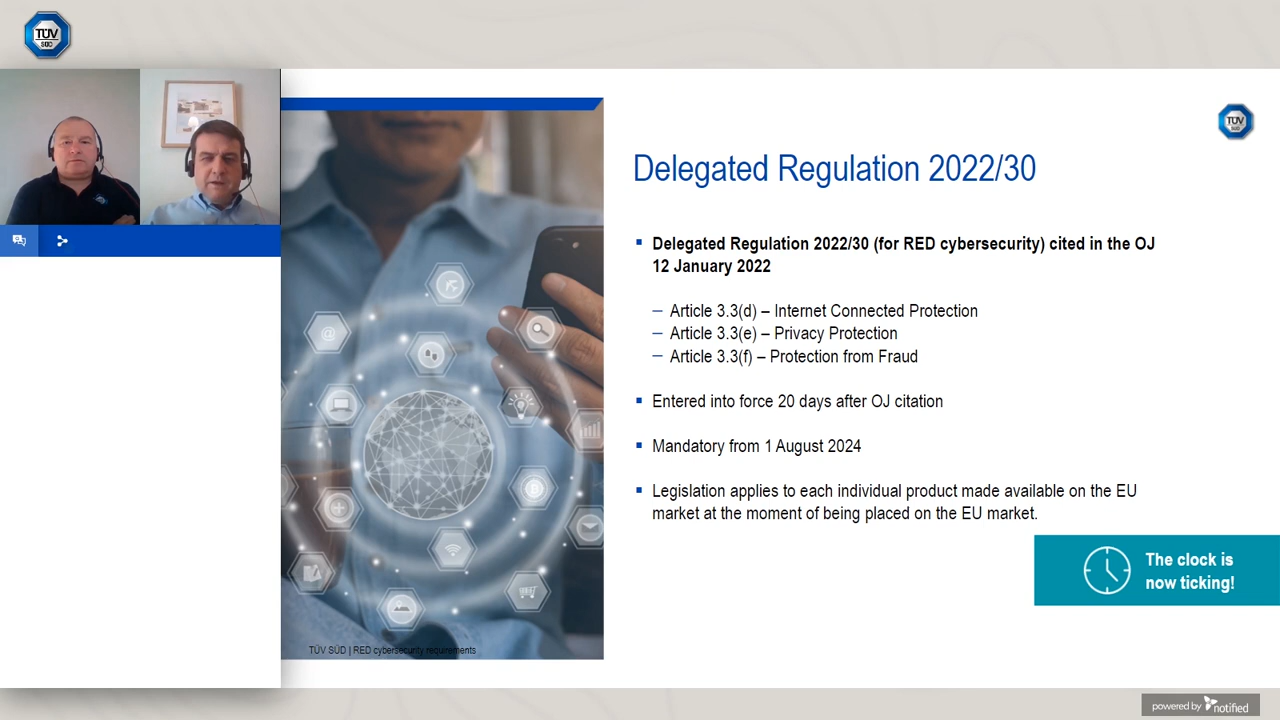 TÜV
SÜD
TÜV
Delegated Regulation 2022/30
Delegated Regulation 2022/30 (for RED cybersecurity) cited in the OJ
12 January 2022
– Article 3.3(d) – Internet Connected Protection
– Article 3.3(e) – Privacy Protection
– Article 3.3(f) – Protection from Fraud
Entered into force 20 days after OJ citation
Mandatory from 1 August 2024
Legislation applies to each individual product made available on the EU
market at the moment of being placed on the EU market.
The clock is
now ticking!
TÜV SÜD | RED cybersecurity requirements
powered by notified